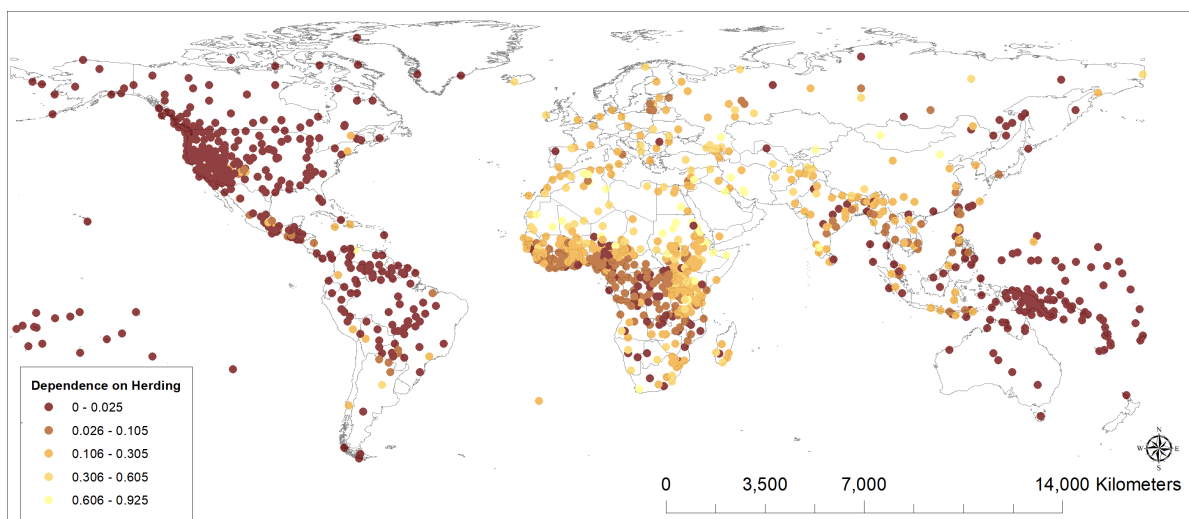 Dependence on Herding
0 - 0.025
0.026 - 0.105
0.106 - 0.305
0.306 - 0.605
0.606 - 0.925
0 3,500 7,000 14,000 Kilometers
N
W E
S